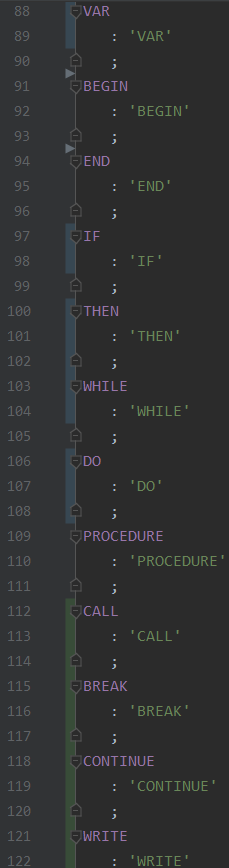 88 VAR
89 : 'VAR'
90 ;
91 BEGIN
92 : 'BEGIN'
93 ;
94 END
95 : 'END'
96 ;
97 IF
98 : 'IF'
99 ;
100 THEN
101 : 'THEN'
102 ;
103 WHILE
104 : 'WHILE'
105 ;
106 DO
107 : 'DO'
108 ;
109 PROCEDURE
110 : 'PROCEDURE'
111 ;
112 CALL
113 : 'CALL'
114 ;
115 BREAK
116 : 'BREAK'
117 ;
118 CONTINUE
119 : 'CONTINUE'
120 ;
121 WRITE
122 : 'WRITE'